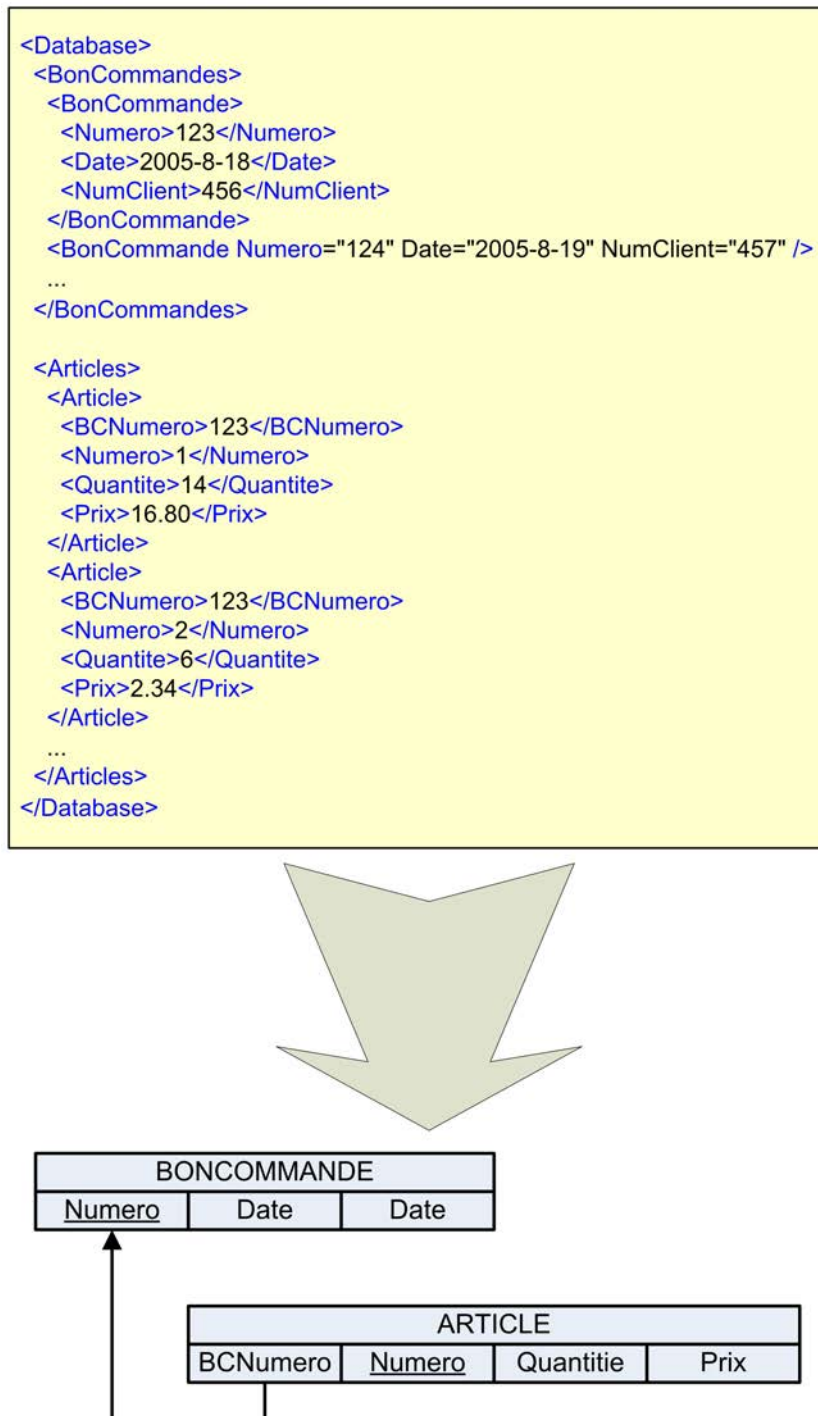 <Database>
<BonCommandes>
<BonCommande>
<Numero>123</Numero>
<Date>2005-8-18</Date>
<NumClient>456</NumClient>
</BonCommande>
<BonCommande Numero="124" Date="2005-8-19" NumClient="457" />
...
</BonCommandes>
<Articles>
<Article>
<BCNumero>123</BCNumero>
<Numero>1</Numero>
<Quantite>14</Quantite>
<Prix>16.80</Prix>
</Article>
<Article>
<BCNumero>123</BCNumero>
<Numero>2</Numero>
<Quantite>6</Quantite>
<Prix>2.34</Prix>
</Article>
...
</Articles>
</Database>
BONCOMMANDE
Numero Date Date
ARTICLE
BCNumero Numero Quantitie Prix